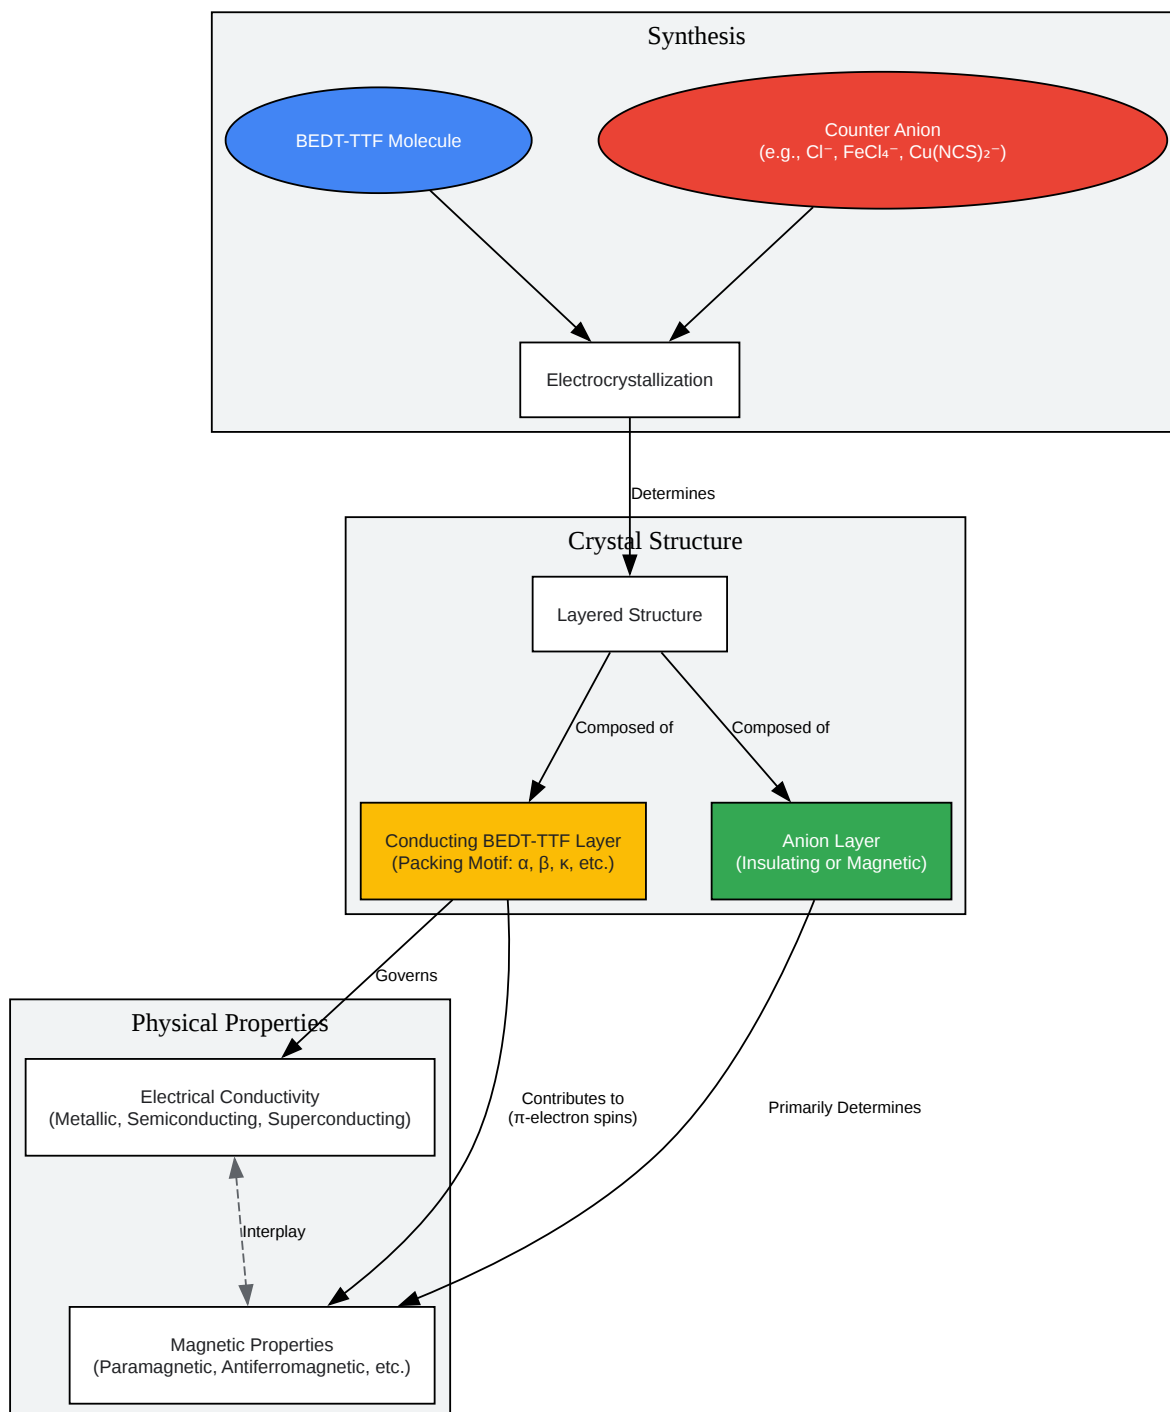 Synthesis
BEDT-TTF Molecule
Counter Anion
(e.g., Cl⁻, FeCl₄⁻, Cu(NCS)₂⁻)
Electrocrystallization
Determines
Crystal Structure
Layered Structure
Composed of
Composed of
Conducting BEDT-TTF Layer
(Packing Motif: α, β, κ, etc.)
Anion Layer
(Insulating or Magnetic)
Governs
Physical Properties
Electrical Conductivity
(Metallic, Semiconducting, Superconducting)
Contributes to
(π-electron spins)
Primarily Determines
Interplay
Magnetic Properties
(Paramagnetic, Antiferromagnetic, etc.)